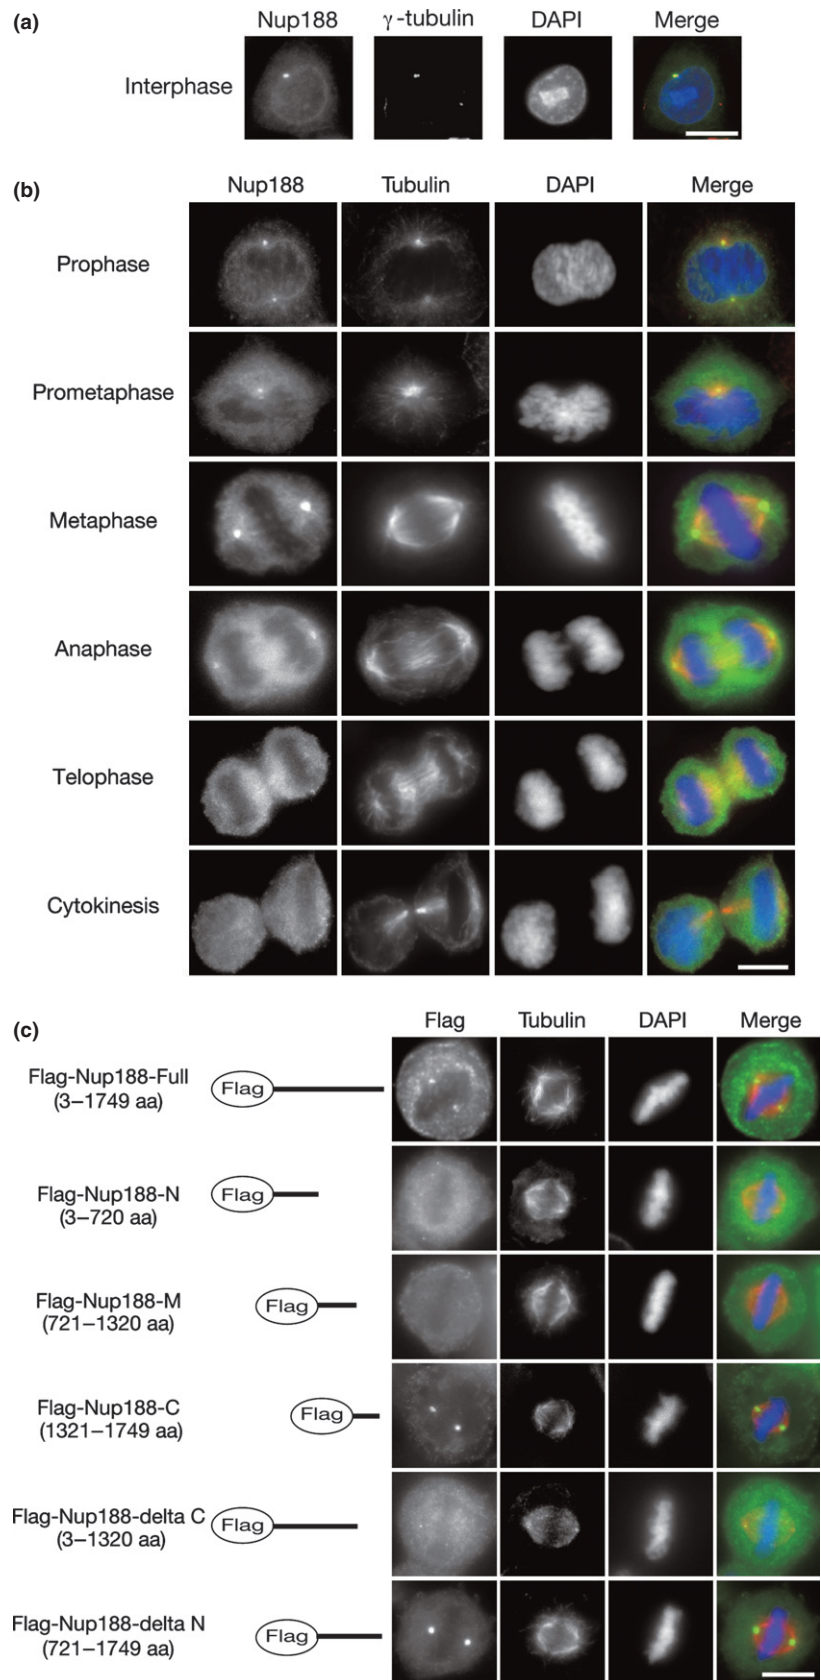 (a)
Nup188 γ-tubulin DAPI Merge
Interphase
(b)
Nup188 Tubulin DAPI Merge
Prophase
Prometaphase
Metaphase
Anaphase
Telophase
Cytokinesis
(c)
Flag Tubulin DAPI Merge
Flag-Nup188-Full
(3–1749 aa)
Flag
Flag-Nup188-N
(3–720 aa)
Flag
Flag-Nup188-M
(721–1320 aa)
Flag
Flag-Nup188-C
(1321–1749 aa)
Flag
Flag-Nup188-delta C
(3–1320 aa)
Flag
Flag-Nup188-delta N
(721–1749 aa)
Flag